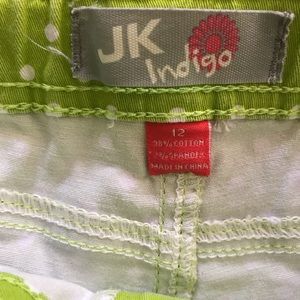 JK
Indigo
12
98% COTTON
2% SPANDEX
MADE IN CHINA